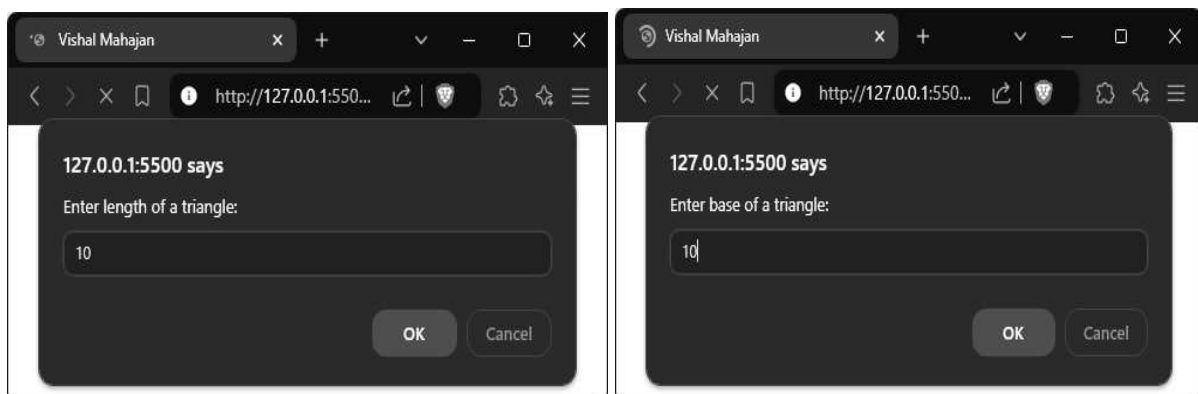 Vishal Mahajan
http://127.0.0.1:550...
127.0.0.1:5500 says
Enter length of a triangle:
10
OK Cancel
Vishal Mahajan
http://127.0.0.1:550...
127.0.0.1:5500 says
Enter base of a triangle:
10
OK Cancel